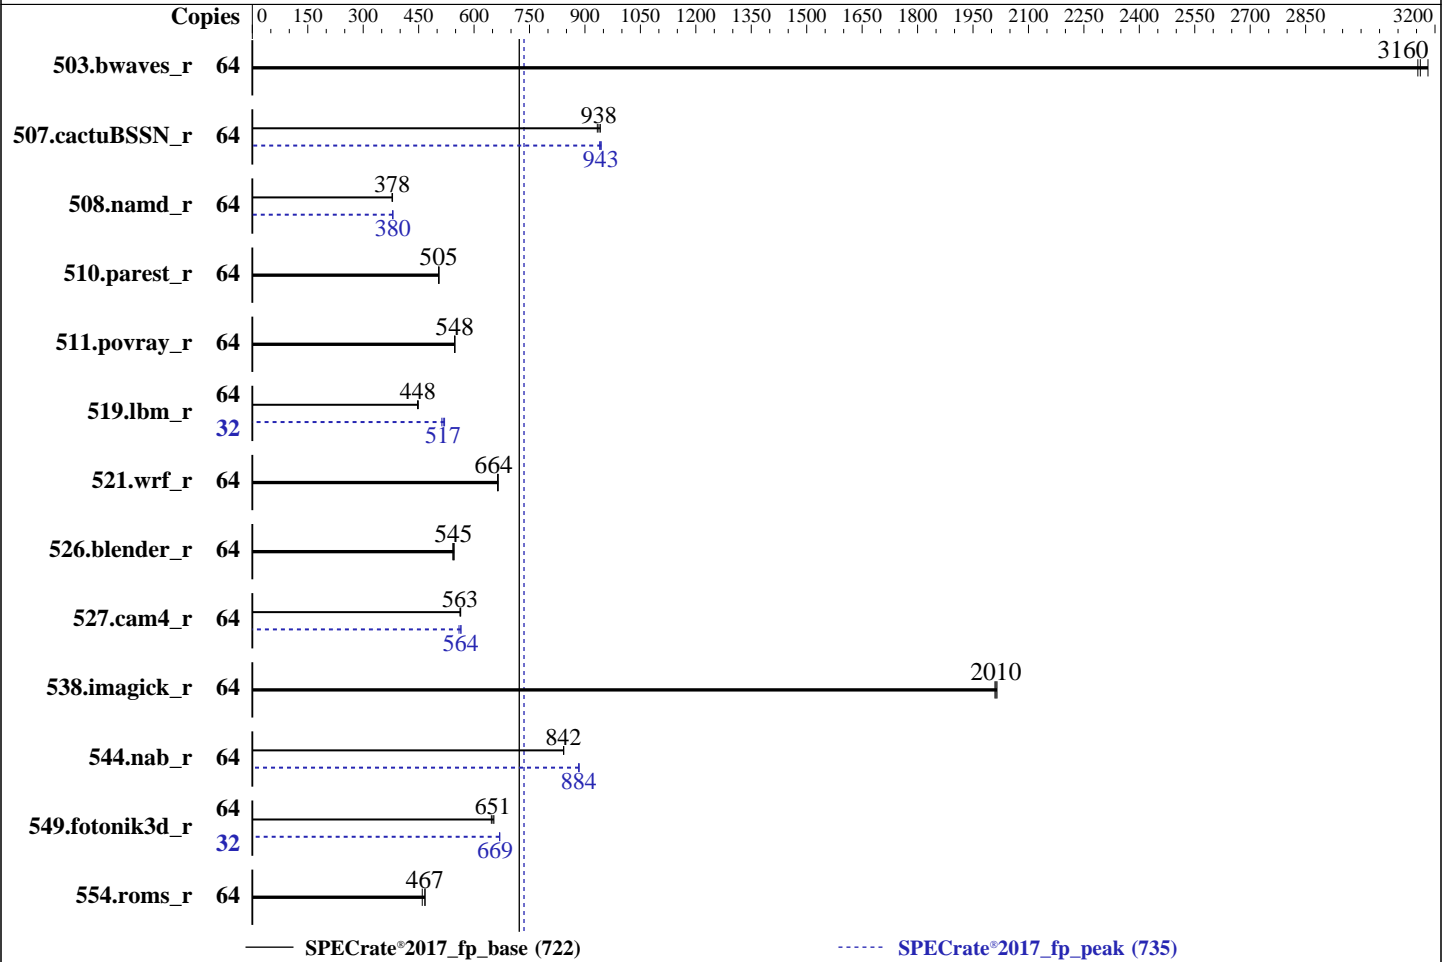 Copies 0 150 300 450 600 750 900 1050 1200 1350 1500 1650 1800 1950 2100 2250 2400 2550 2700 2850 3200
503.bwaves_r 64 3160
507.cactuBSSN_r 64 938
943
508.namd_r 64 378
380
510.parest_r 64 505
511.povray_r 64 548
519.lbm_r 64 448
32 517
521.wrf_r 64 664
526.blender_r 64 545
527.cam4_r 64 563
564
538.imagick_r 64 2010
544.nab_r 64 842
884
549.fotonik3d_r 64 651
32 669
554.roms_r 64 467
SPECrate®2017_fp_base (722) SPECrate®2017_fp_peak (735)